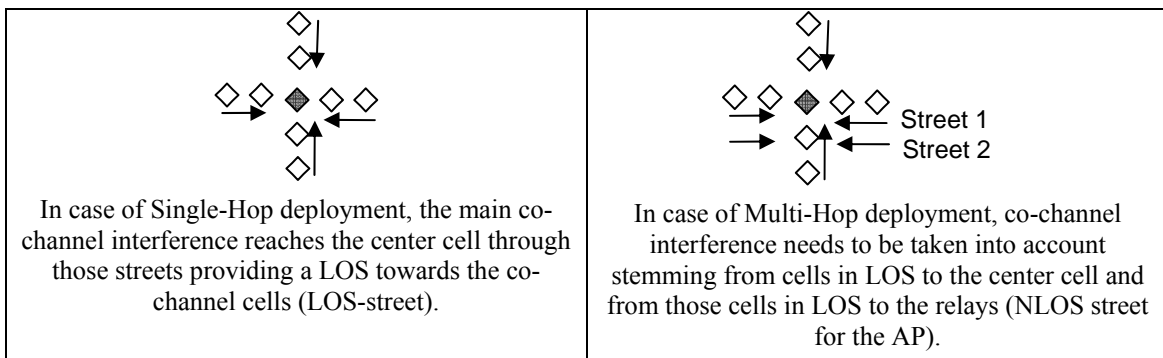 In case of Single-Hop deployment, the main co-
channel interference reaches the center cell through
those streets providing a LOS towards the co-
channel cells (LOS-street).
Street 1
Street 2
In case of Multi-Hop deployment, co-channel
interference needs to be taken into account
stemming from cells in LOS to the center cell and
from those cells in LOS to the relays (NLOS street
for the AP).